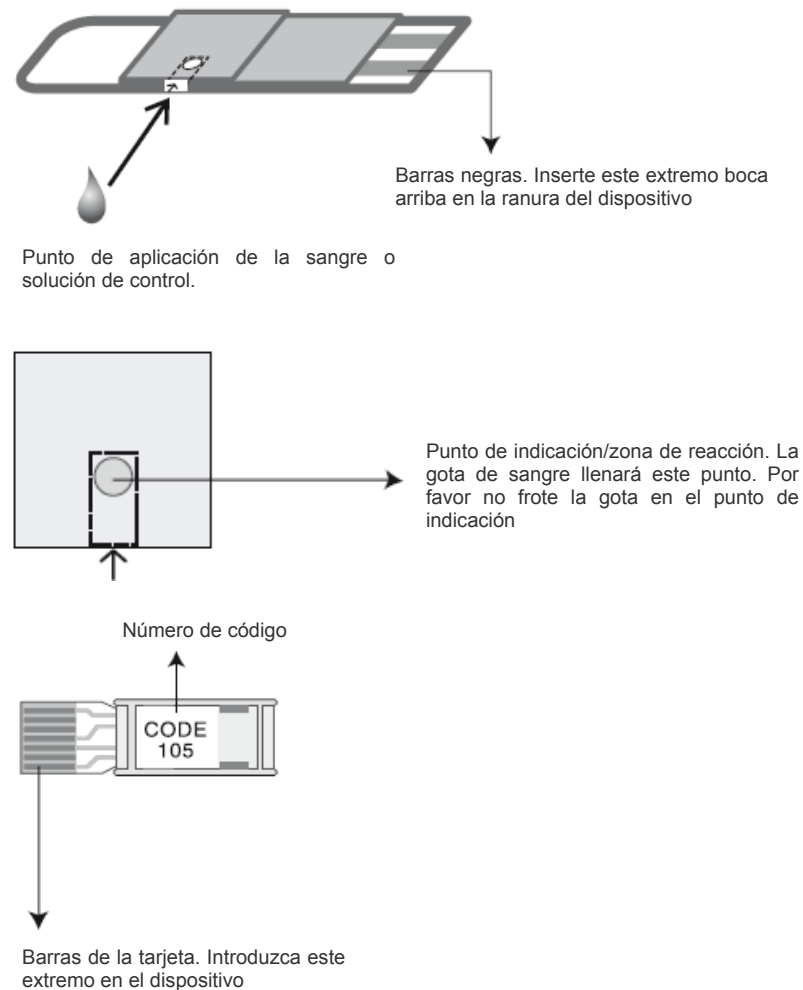 Barras negras. Inserte este extremo boca
arriba en la ranura del dispositivo
Punto de aplicación de la sangre o
solución de control.
Punto de indicación/zona de reacción. La
gota de sangre llenará este punto. Por
favor no frote la gota en el punto de
indicación
Número de código
CODE
105
Barras de la tarjeta. Introduzca este
extremo en el dispositivo